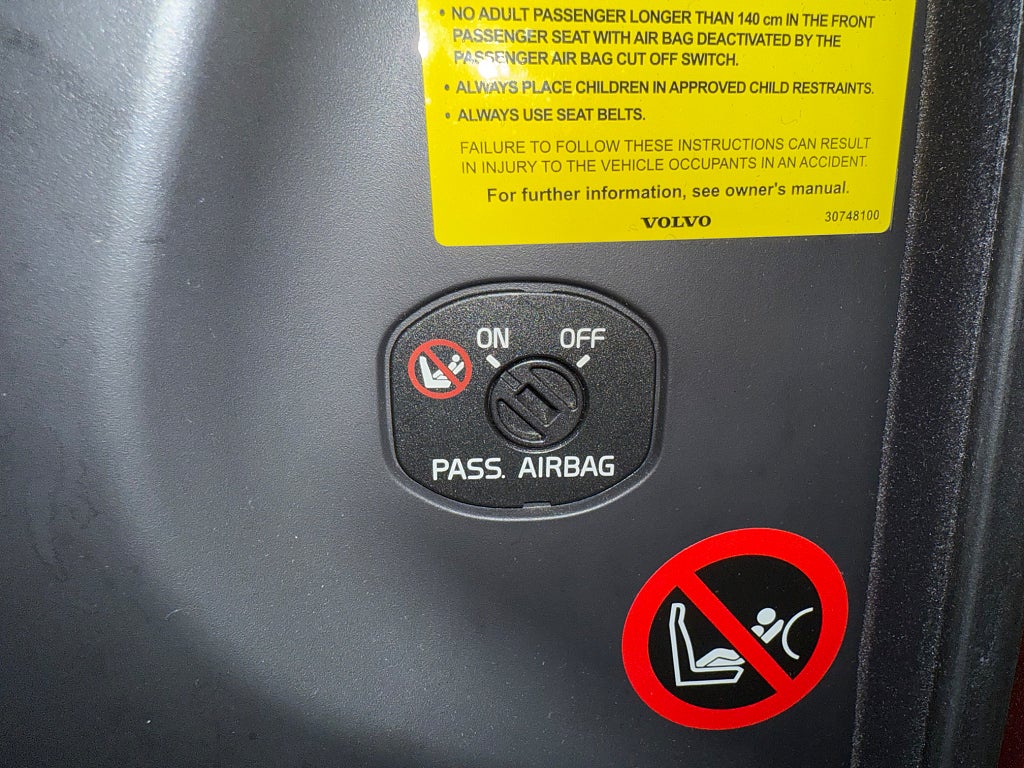 • NO ADULT PASSENGER LONGER THAN 140 cm IN THE FRONT
PASSENGER SEAT WITH AIR BAG DEACTIVATED BY THE
PASSENGER AIR BAG CUT OFF SWITCH.
• ALWAYS PLACE CHILDREN IN APPROVED CHILD RESTRAINTS.
• ALWAYS USE SEAT BELTS.
FAILURE TO FOLLOW THESE INSTRUCTIONS CAN RESULT
IN INJURY TO THE VEHICLE OCCUPANTS IN AN ACCIDENT.
For further information, see owner's manual.
VOLVO
30748100
ON OFF
PASS. AIRBAG